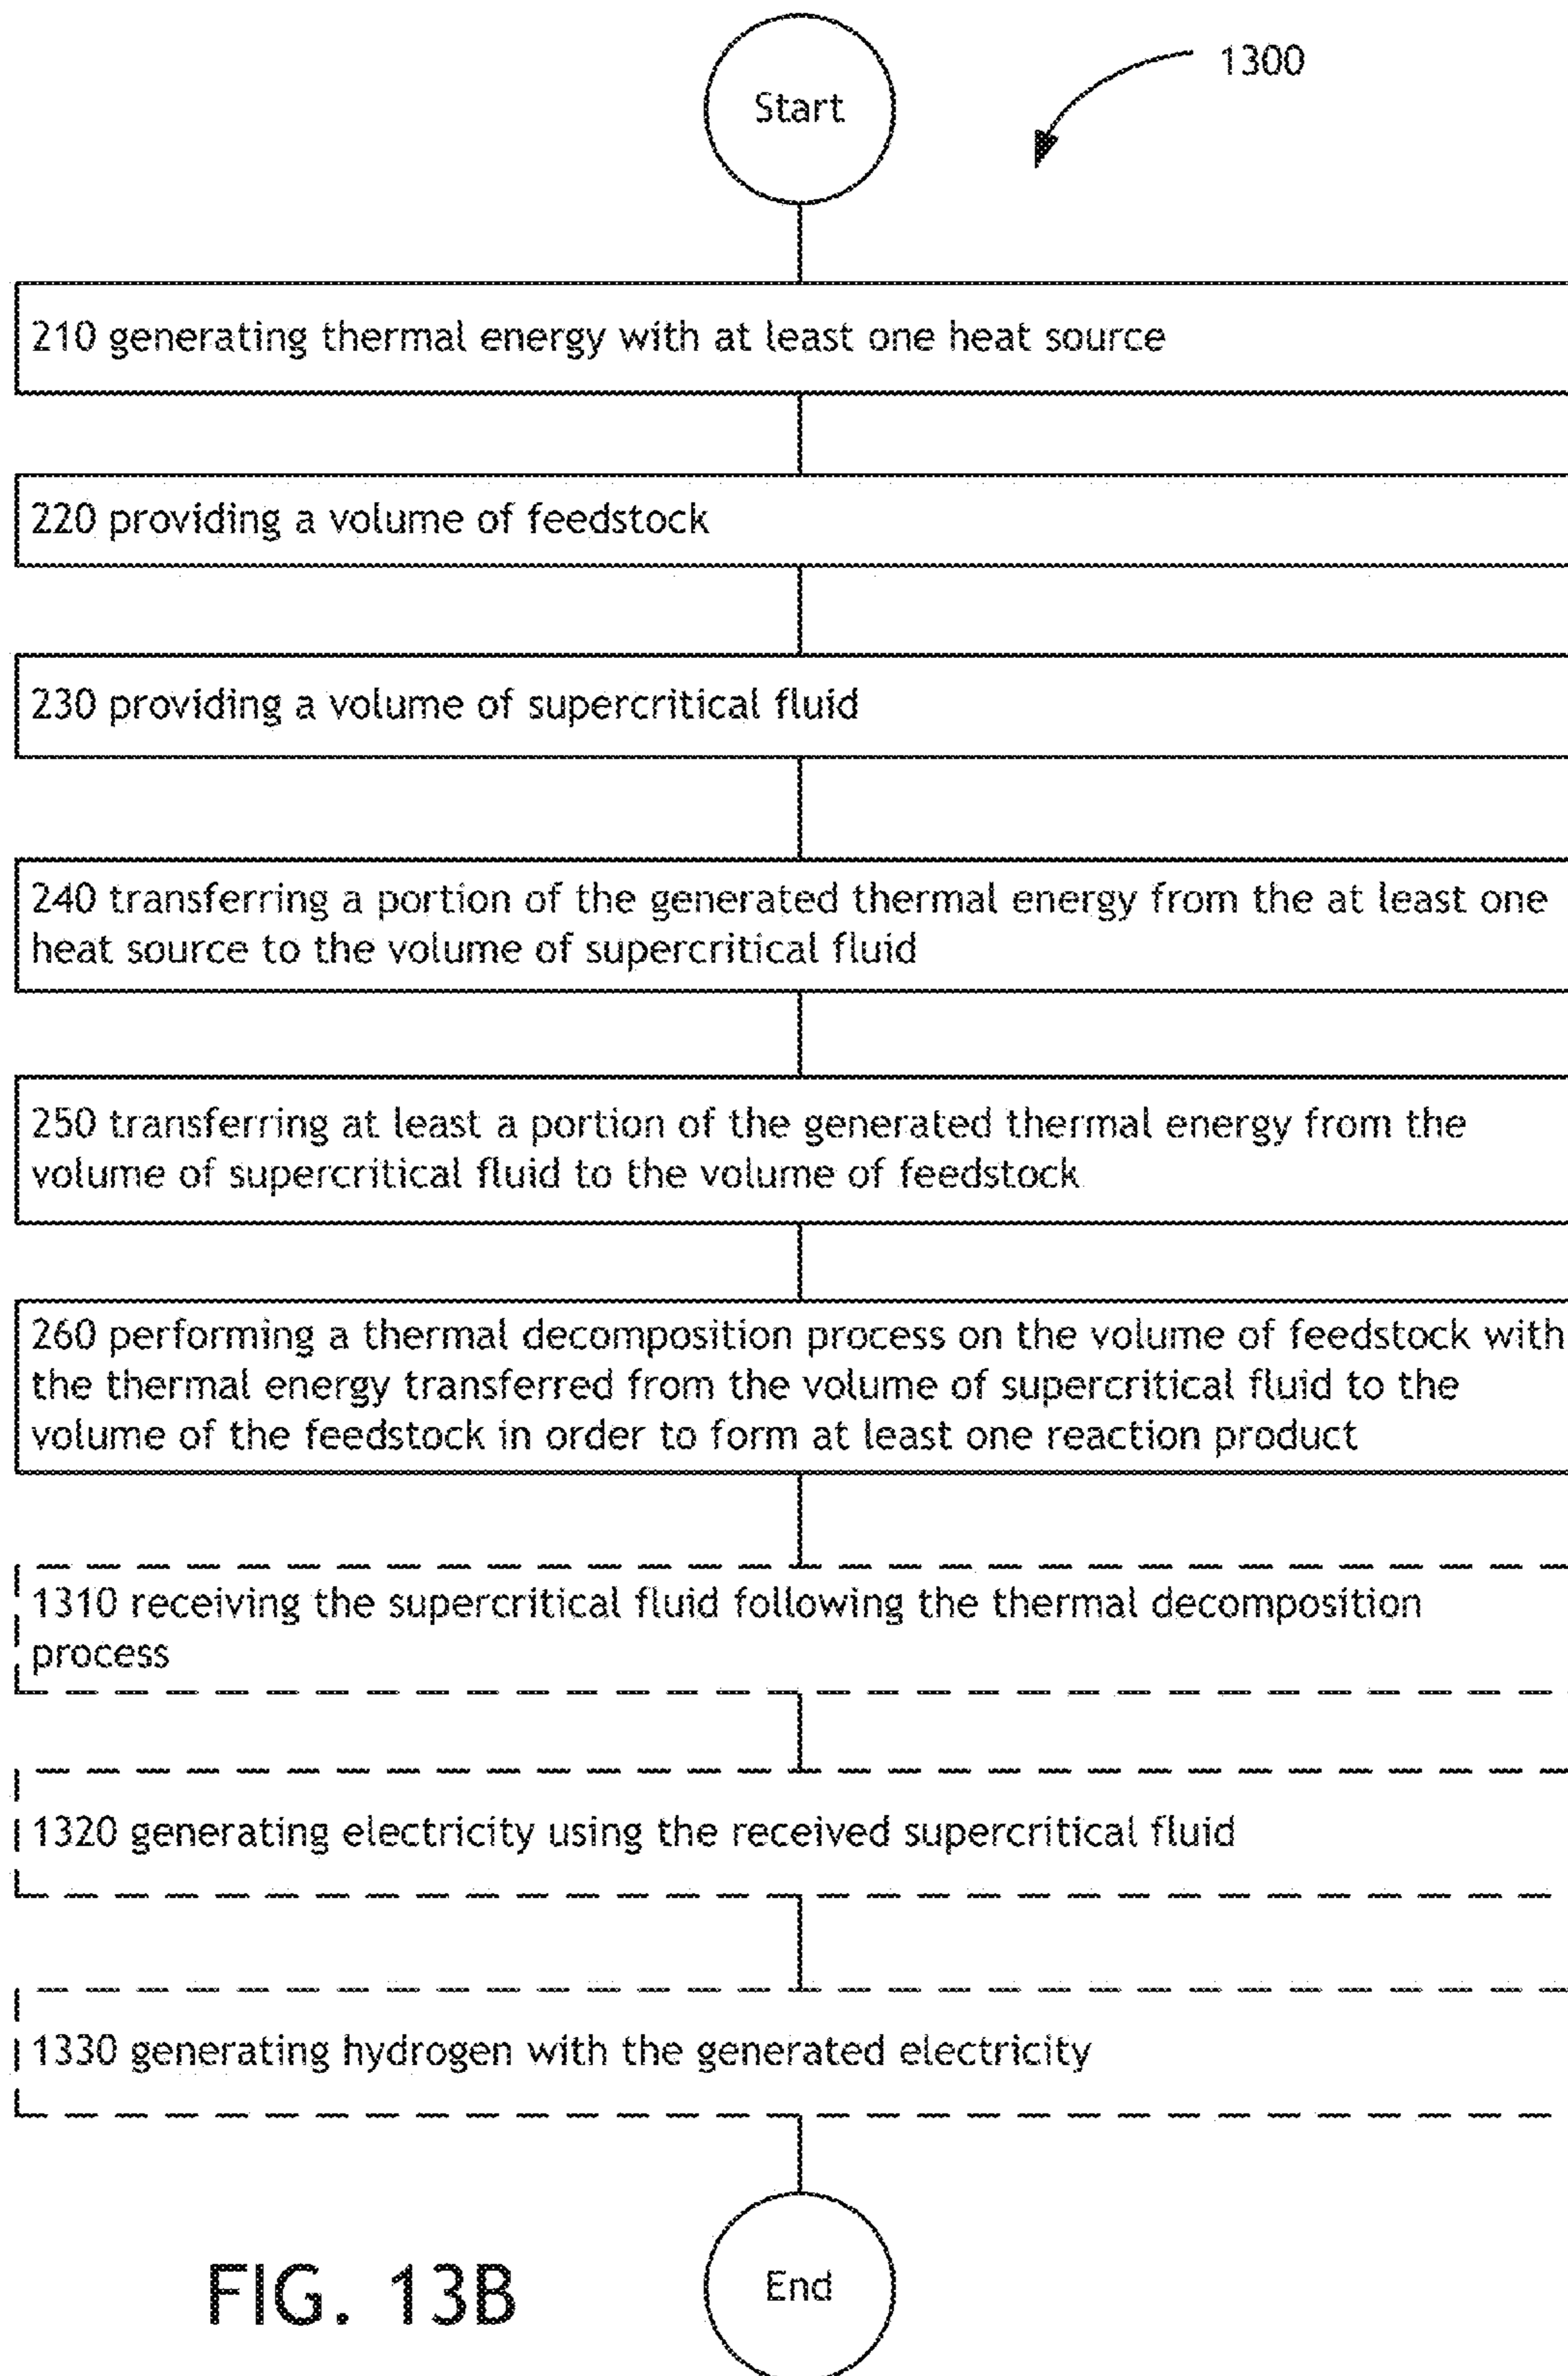 Start
1300
210 generating thermal energy with at least one heat source
220 providing a volume of feedstock
230 providing a volume of supercritical fluid
240 transferring a portion of the generated thermal energy from the at least one
heat source to the volume of supercritical fluid
250 transferring at least a portion of the generated thermal energy from the
volume of supercritical fluid to the volume of feedstock
260 performing a thermal decomposition process on the volume of feedstock with
the thermal energy transferred from the volume of supercritical fluid to the
volume of the feedstock in order to form at least one reaction product
1310 receiving the supercritical fluid following the thermal decomposition
process
1320 generating electricity using the received supercritical fluid
1330 generating hydrogen with the generated electricity
End
FIG. 13B